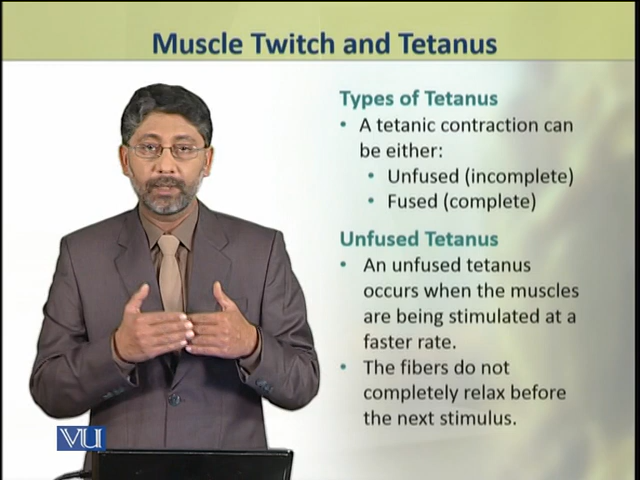 Muscle Twitch and Tetanus
Types of Tetanus
• A tetanic contraction can
be either:
• Unfused (incomplete)
• Fused (complete)
Unfused Tetanus
• An unfused tetanus
occurs when the muscles
are being stimulated at a
faster rate.
• The fibers do not
completely relax before
the next stimulus.
VU